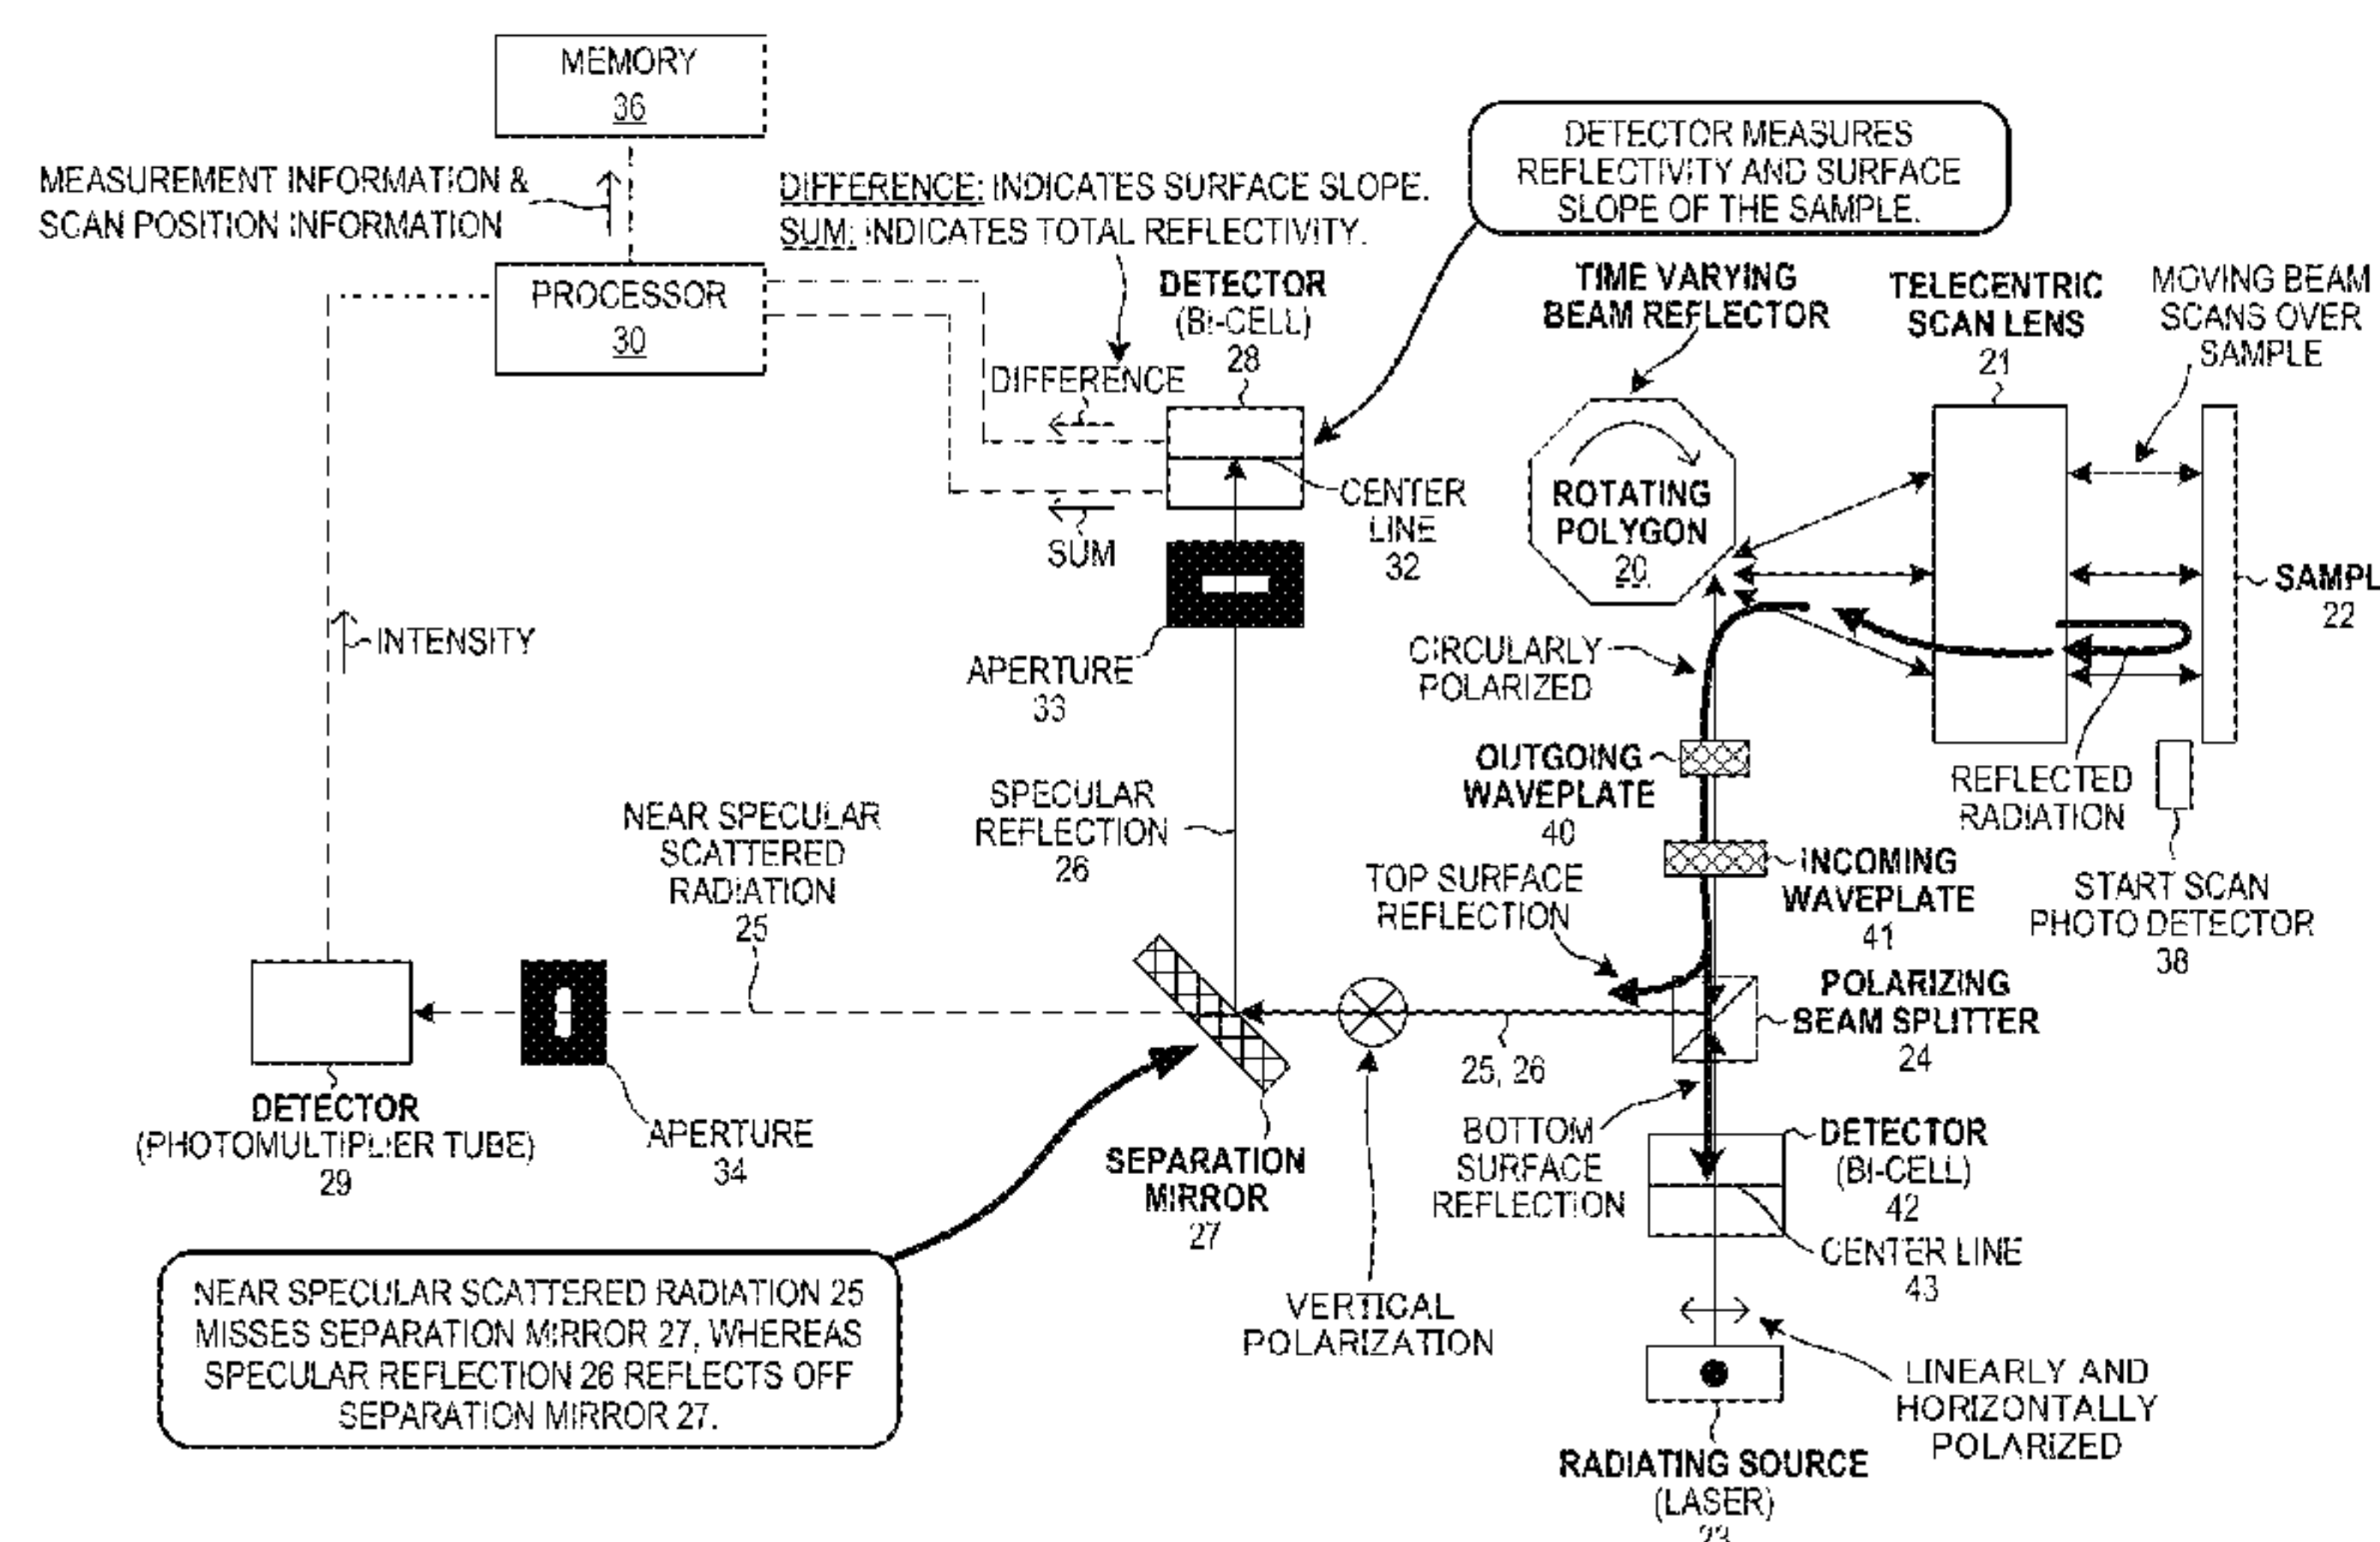 MEMORY
36
MEASUREMENT INFORMATION &
SCAN POSITION INFORMATION
DIFFERENCE: INDICATES SURFACE SLOPE.
SUM: INDICATES TOTAL REFLECTIVITY.
DETECTOR MEASURES
REFLECTIVITY AND SURFACE
SLOPE OF THE SAMPLE.
PROCESSOR
30
DETECTOR
(BI-CELL)
28
TIME VARYING
BEAM REFLECTOR
TELECENTRIC
SCAN LENS
21
MOVING BEAM
SCANS OVER
SAMPLE
DIFFERENCE
SUM
CENTER
LINE
32
ROTATING
POLYGON
20
SAMPL
22
INTENSITY
APERTURE
33
CIRCULARLY
POLARIZED
OUTGOING
WAVEPLATE
40
REFLECTED
RADIATION
NEAR SPECULAR
SCATTERED
RADIATION
25
SPECULAR
REFLECTION
26
TOP SURFACE
REFLECTION
INCOMING
WAVEPLATE
41
START SCAN
PHOTO DETECTOR
38
POLARIZING
BEAM SPLITTER
24
25, 26
DETECTOR
(PHOTOMULTIPLIER TUBE)
29
APERTURE
34
SEPARATION
MIRROR
27
BOTTOM
SURFACE
REFLECTION
DETECTOR
(BI-CELL)
42
CENTER LINE
43
NEAR SPECULAR SCATTERED RADIATION 25
MISSES SEPARATION MIRROR 27, WHEREAS
SPECULAR REFLECTION 26 REFLECTS OFF
SEPARATION MIRROR 27.
VERTICAL
POLARIZATION
LINEARLY AND
HORIZONTALLY
POLARIZED
RADIATING SOURCE
(LASER)
23